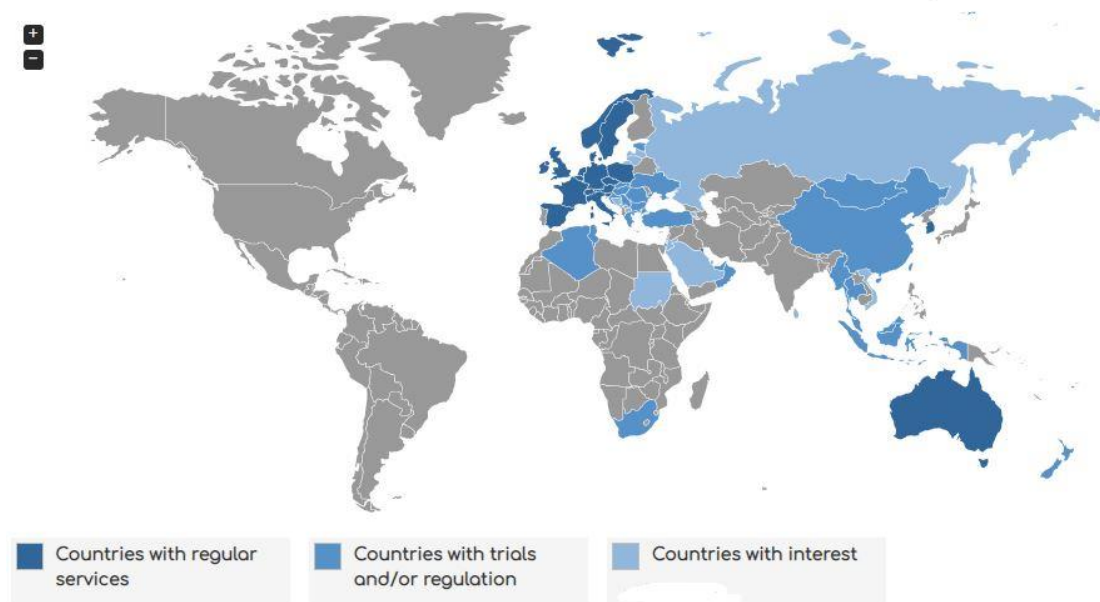 +
−
Countries with regular
services
Countries with trials
and/or regulation
Countries with interest